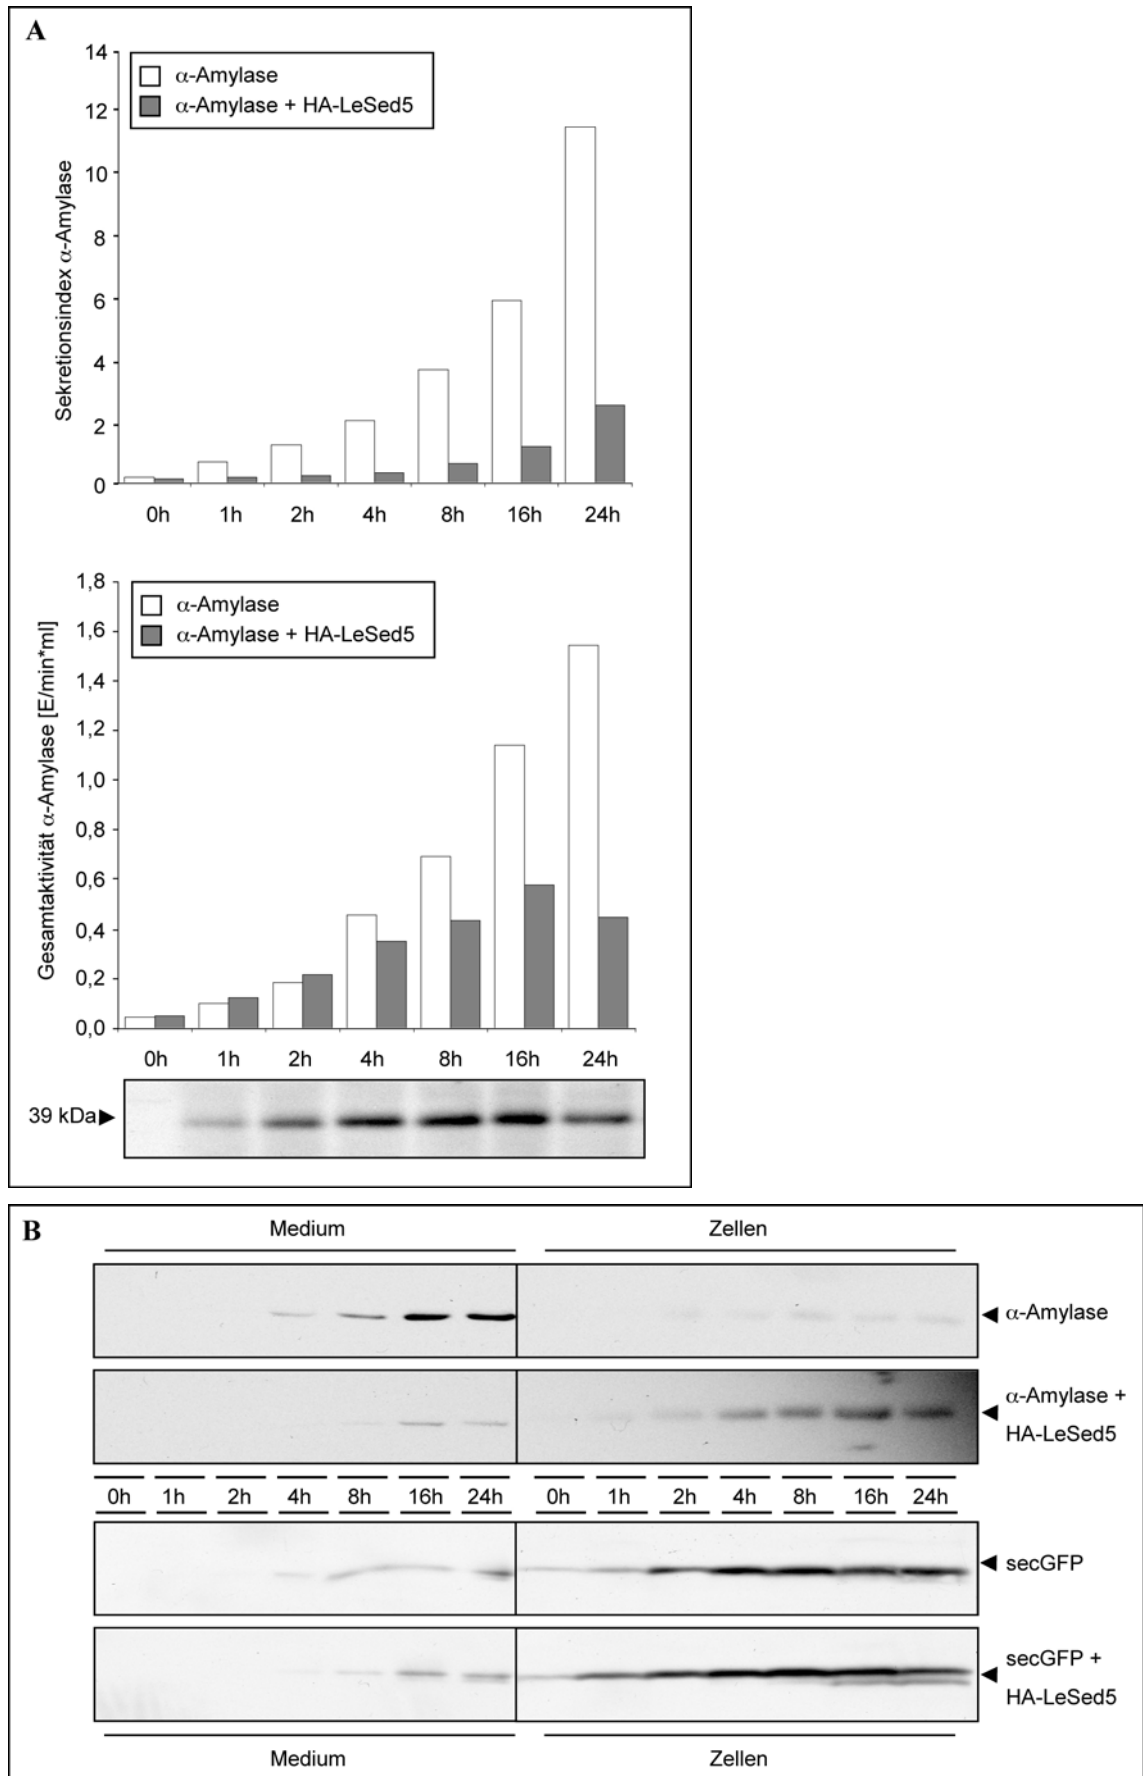 A
Sekretionsindex α-Amylase
14
12
10
8
6
4
2
0
α-Amylase
α-Amylase + HA-LeSed5
0h 1h 2h 4h 8h 16h 24h
Gesamtaktivität α-Amylase [E/min*ml]
1,8
1,6
1,4
1,2
1,0
0,8
0,6
0,4
0,2
0,0
α-Amylase
α-Amylase + HA-LeSed5
0h 1h 2h 4h 8h 16h 24h
39 kDa
B
Medium Zellen
α-Amylase
α-Amylase +
HA-LeSed5
0h 1h 2h 4h 8h 16h 24h 0h 1h 2h 4h 8h 16h 24h
secGFP
secGFP +
HA-LeSed5
Medium Zellen